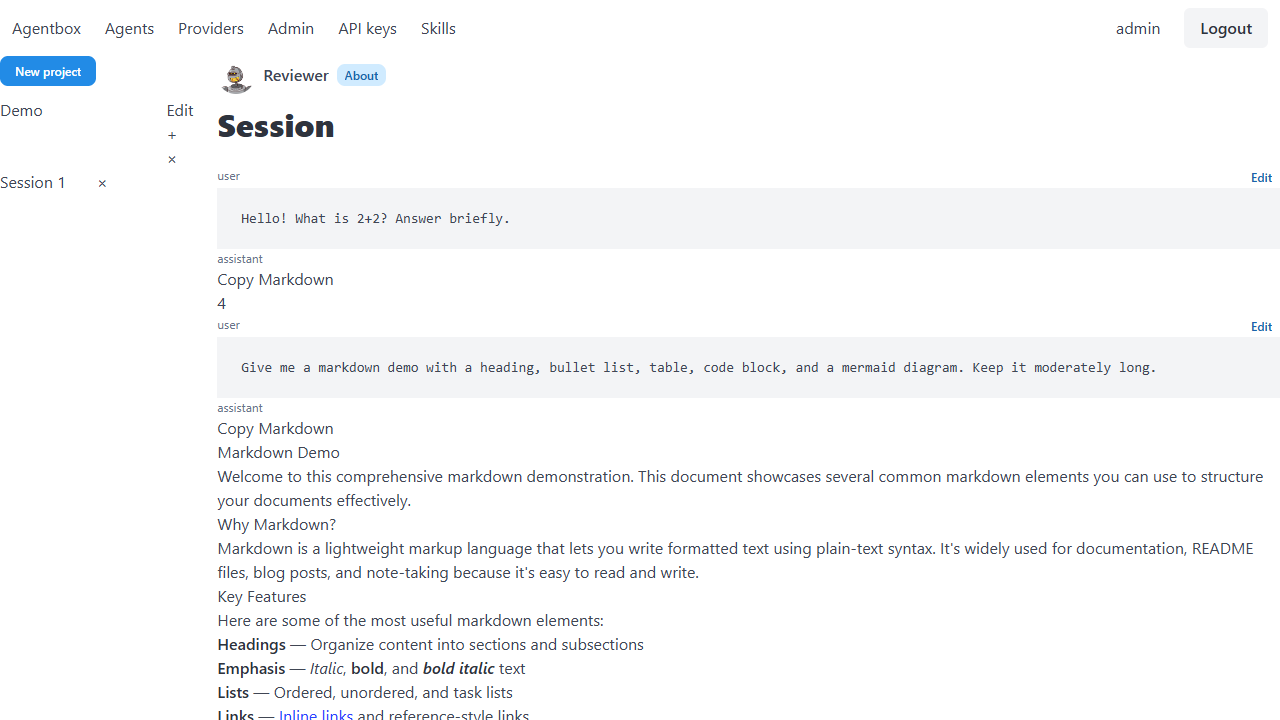 Agentbox Agents Providers Admin API keys Skills admin Logout
New project
Demo Edit
+
×
Session 1 ×
Reviewer About
Session
user Edit
Hello! What is 2+2? Answer briefly.
assistant
Copy Markdown
4
user Edit
Give me a markdown demo with a heading, bullet list, table, code block, and a mermaid diagram. Keep it moderately long.
assistant
Copy Markdown
Markdown Demo
Welcome to this comprehensive markdown demonstration. This document showcases several common markdown elements you can use to structure
your documents effectively.
Why Markdown?
Markdown is a lightweight markup language that lets you write formatted text using plain-text syntax. It's widely used for documentation, README
files, blog posts, and note-taking because it's easy to read and write.
Key Features
Here are some of the most useful markdown elements:
Headings — Organize content into sections and subsections
Emphasis — Italic, bold, and bold italic text
Lists — Ordered, unordered, and task lists
Links — Inline links and reference-style links